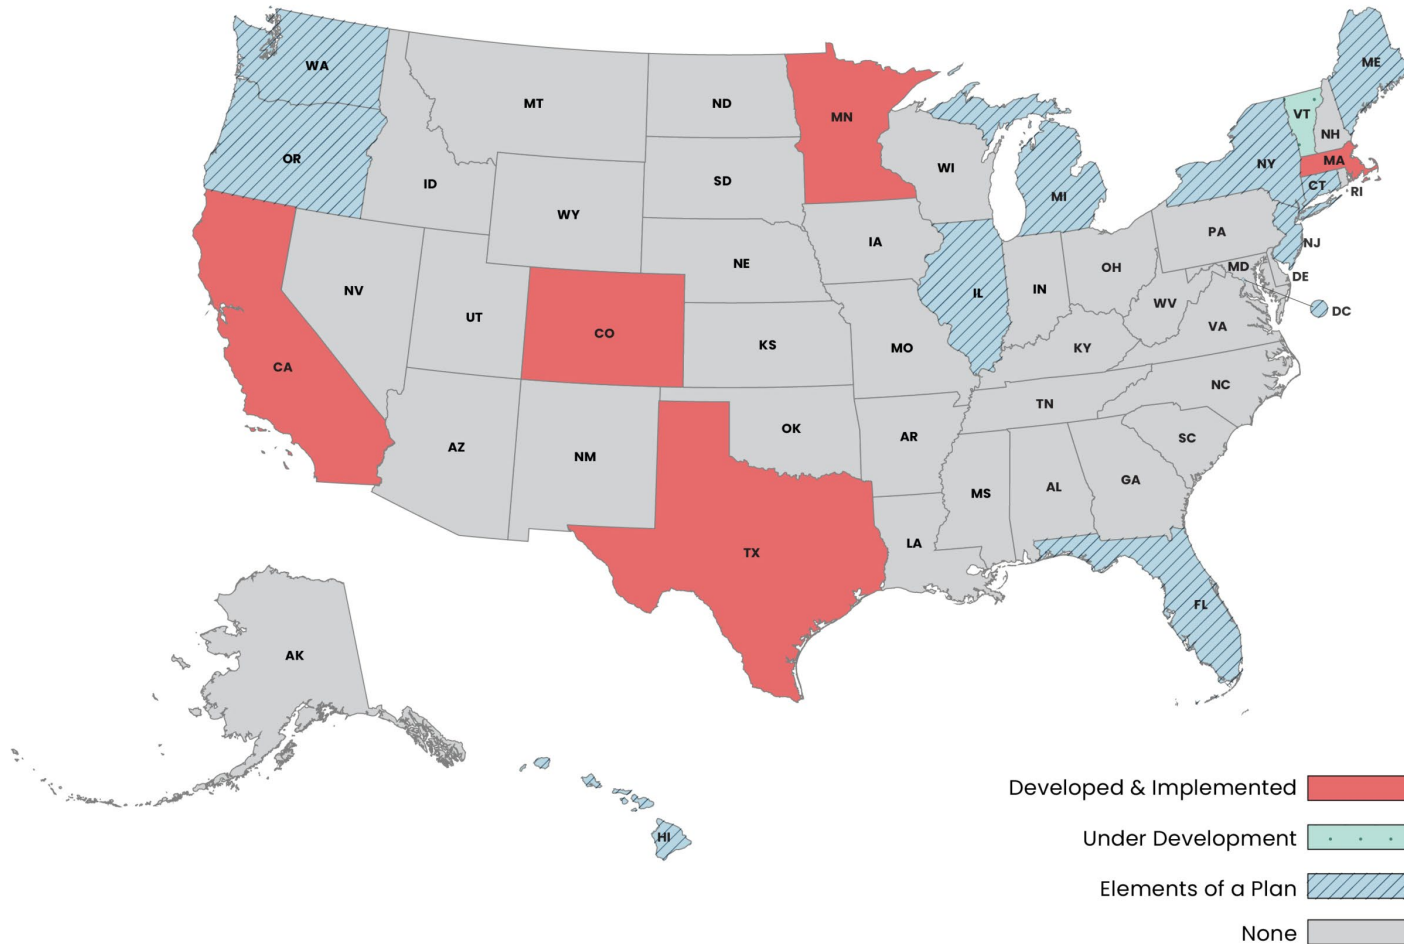 WA
ME
MT
ND
MN
VT
NH
OR
NY
MA
WI
SD
ID
MI
CT
RI
WY
PA
IA
NJ
NE
OH
MD
DE
NV
IL
IN
WV
DC
UT
CO
KS
MO
KY
VA
CA
NC
TN
OK
AR
SC
AZ
NM
GA
AL
MS
LA
TX
FL
AK
HI
Developed & Implemented
Under Development
Elements of a Plan
None